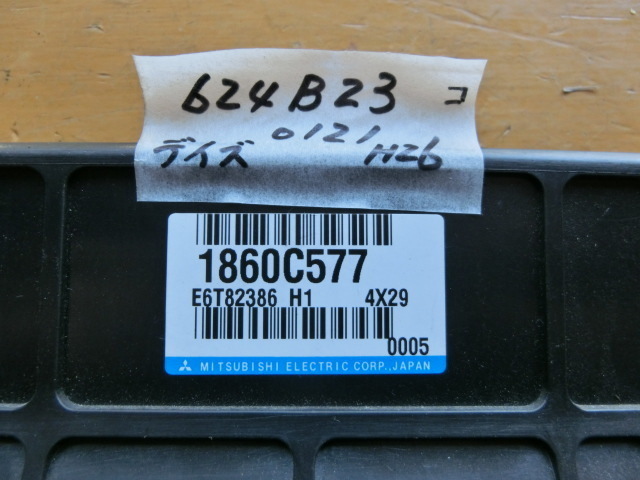 624B23 コ
0121
デイズ H26
1860C577
E6T82386 H1 4X29
0005
MITSUBISHI ELECTRIC CORP.,JAPAN